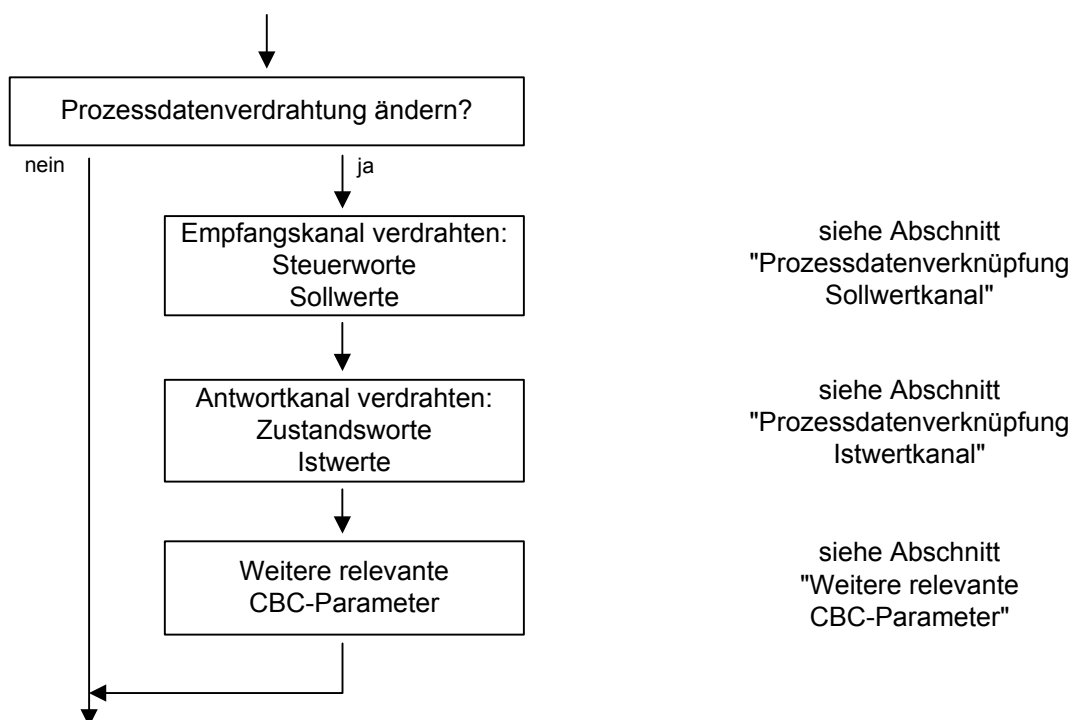 Prozessdatenverdrahtung ändern?
nein
ja
Empfangskanal verdrahten:
Steuerworte
Sollwerte
siehe Abschnitt
"Prozessdatenverknüpfung
Sollwertkanal"
Antwortkanal verdrahten:
Zustandsworte
Istwerte
siehe Abschnitt
"Prozessdatenverknüpfung
Istwertkanal"
Weitere relevante
CBC-Parameter
siehe Abschnitt
"Weitere relevante
CBC-Parameter"